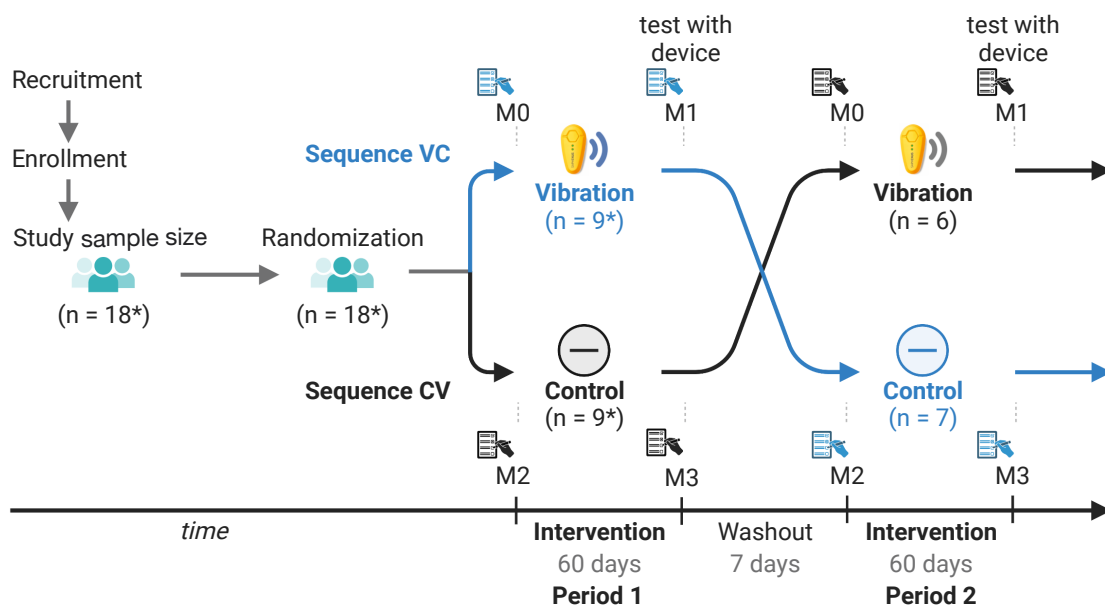 Recruitment
Enrollment
Study sample size
(n = 18*)
Randomization
(n = 18*)
Sequence VC
Sequence CV
M0
test with
device
M1
Vibration
(n = 9*)
Control
(n = 9*)
M2
M3
M0
test with
device
M1
Vibration
(n = 6)
Control
(n = 7)
M2
M3
time
Intervention
60 days
Period 1
Washout
7 days
Intervention
60 days
Period 2